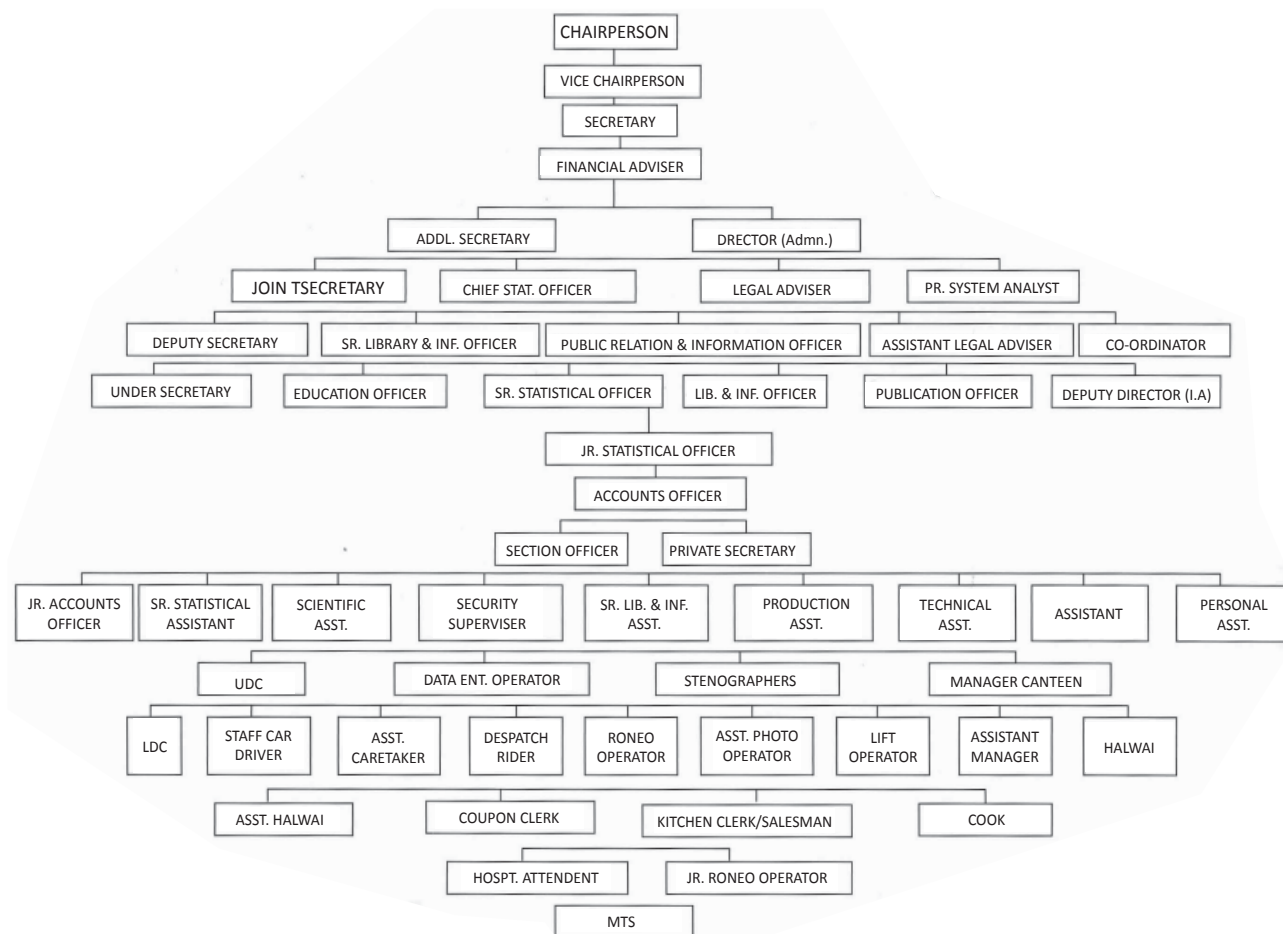 CHAIRPERSON
VICE CHAIRPERSON
SECRETARY
FINANCIAL ADVISER
ADDL. SECRETARY
DRECTOR (Admn.)
JOIN TSECRETARY
CHIEF STAT. OFFICER
LEGAL ADVISER
PR. SYSTEM ANALYST
DEPUTY SECRETARY
SR. LIBRARY & INF. OFFICER
PUBLIC RELATION & INFORMATION OFFICER
ASSISTANT LEGAL ADVISER
CO-ORDINATOR
UNDER SECRETARY
EDUCATION OFFICER
SR. STATISTICAL OFFICER
LIB. & INF. OFFICER
PUBLICATION OFFICER
DEPUTY DIRECTOR (I.A)
JR. STATISTICAL OFFICER
ACCOUNTS OFFICER
SECTION OFFICER
PRIVATE SECRETARY
JR. ACCOUNTS
OFFICER
SR. STATISTICAL
ASSISTANT
SCIENTIFIC
ASST.
SECURITY
SUPERVISER
SR. LIB. & INF.
ASST.
PRODUCTION
ASST.
TECHNICAL
ASST.
ASSISTANT
PERSONAL
ASST.
UDC
DATA ENT. OPERATOR
STENOGRAPHERS
MANAGER CANTEEN
LDC
STAFF CAR
DRIVER
ASST.
CARETAKER
DESPATCH
RIDER
RONEO
OPERATOR
ASST. PHOTO
OPERATOR
LIFT
OPERATOR
ASSISTANT
MANAGER
HALWAI
ASST. HALWAI
COUPON CLERK
KITCHEN CLERK/SALESMAN
COOK
HOSPT. ATTENDENT
JR. RONEO OPERATOR
MTS